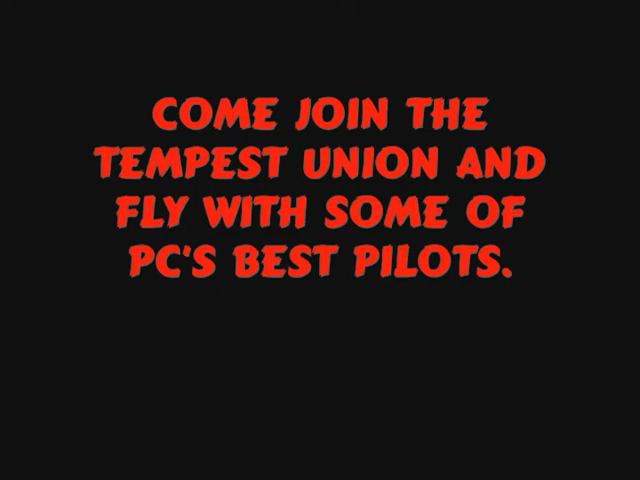 COME JOIN THE
TEMPEST UNION AND
FLY WITH SOME OF
PC'S BEST PILOTS.